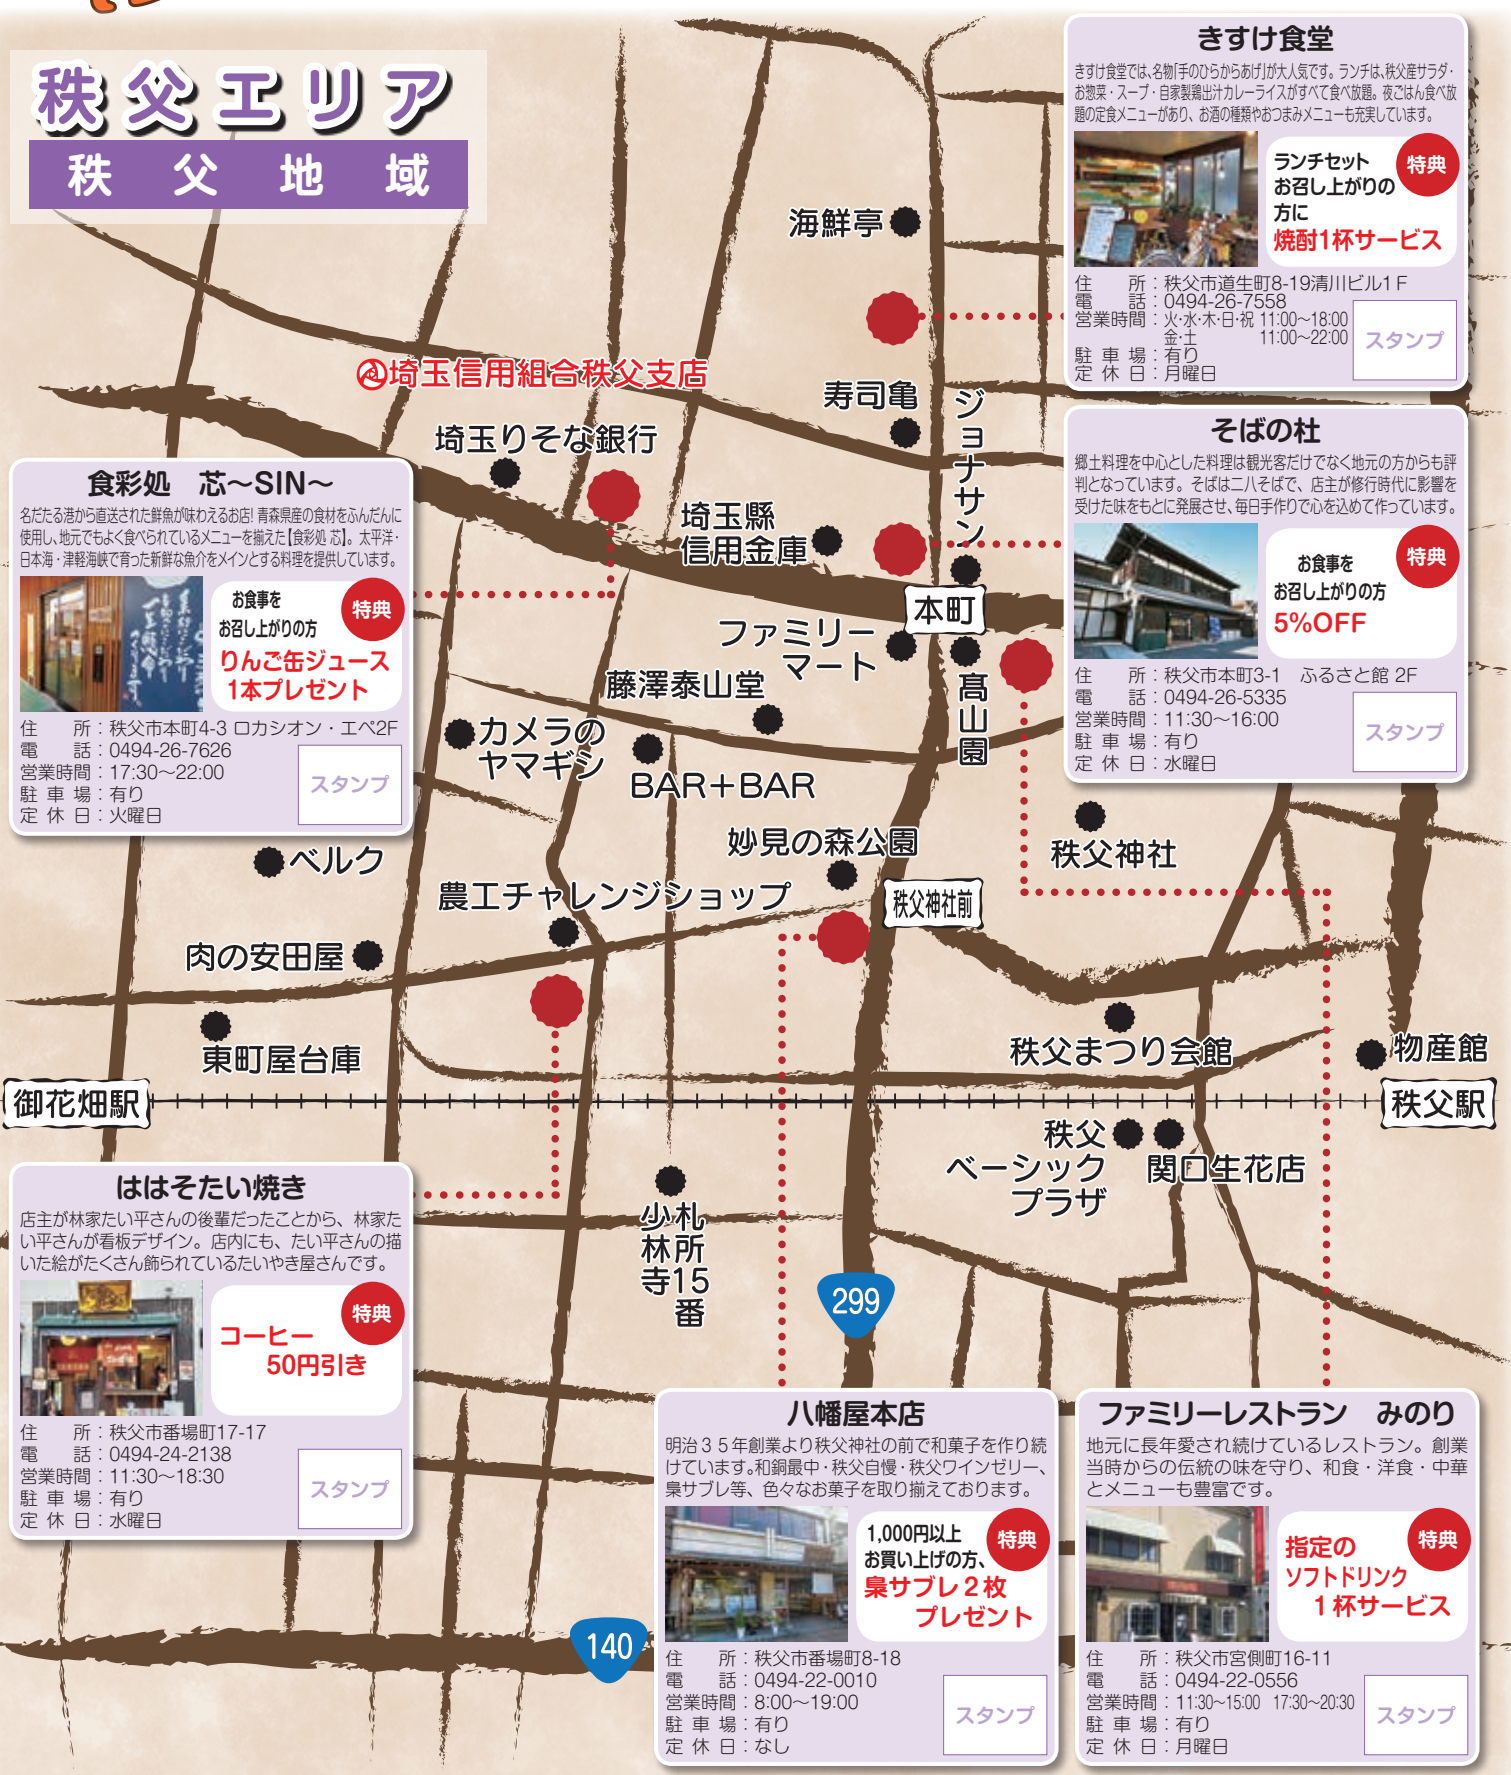 秩父エリア
秩父地域
きすけ食堂
きすけ食堂では、名物「手のひらからあげ」が大人気です。ランチは、秩父産サラダ・
お惣菜・スープ・自家製鶏出汁カレーライスがすべて食べ放題。夜ごはん食べ放
題の定食メニューがあり、お酒の種類やおつまみメニューも充実しています。
特典
ランチセット
お召し上がりの
方に
焼酎1杯サービス
住所：秩父市道生町8-19清川ビル1F
電話：0494-26-7558
営業時間：火・水・木・日・祝 11:00〜18:00
金・土 11:00〜22:00
駐車場：有り
定休日：月曜日
スタンプ
そばの杜
郷土料理を中心とした料理は観光客だけでなく地元の方からも評
判となっています。そばは二八そばで、店主が修行時代に影響を
受けた味をもとに発展させ、毎日手作りで心を込めて作っています。
特典
お食事を
お召し上がりの方
5%OFF
住所：秩父市本町3-1 ふるさと館 2F
電話：0494-26-5335
営業時間：11:30〜16:00
駐車場：有り
定休日：水曜日
スタンプ
食彩処 芯〜SIN〜
名だたる港から直送された鮮魚が味わえるお店! 青森県産の食材をふんだんに
使用し、地元でもよく食べられているメニューを揃えた【食彩処 芯】。太平洋・
日本海・津軽海峡で育った新鮮な魚介をメインとする料理を提供しています。
特典
お食事を
お召し上がりの方
りんご缶ジュース
1本プレゼント
住所：秩父市本町4-3 ロカシオン・エペ2F
電話：0494-26-7626
営業時間：17:30〜22:00
駐車場：有り
定休日：火曜日
スタンプ
海鮮亭
埼玉信用組合秩父支店
寿司亀
ジョナサン
埼玉りそな銀行
埼玉縣
信用金庫
本町
ファミリー
マート
髙山園
藤澤泰山堂
カメラの
ヤマギシ
BAR＋BAR
妙見の森公園
秩父神社
ベルク
農工チャレンジショップ
秩父神社前
肉の安田屋
東町屋台庫
秩父まつり会館
物産館
御花畑駅
秩父駅
秩父
ベーシック
プラザ
関口生花店
札所15番
少林寺
299
140
ははそたい焼き
店主が林家たい平さんの後輩だったことから、林家た
い平さんが看板デザイン。店内にも、たい平さんの描
いた絵がたくさん飾られているたいやき屋さんです。
特典
コーヒー
50円引き
住所：秩父市番場町17-17
電話：0494-24-2138
営業時間：11:30〜18:30
駐車場：有り
定休日：水曜日
スタンプ
八幡屋本店
明治３５年創業より秩父神社の前で和菓子を作り続
けています。和銅最中・秩父自慢・秩父ワインゼリー、
梟サブレ等、色々なお菓子を取り揃えております。
特典
1,000円以上
お買い上げの方、
梟サブレ２枚
プレゼント
住所：秩父市番場町8-18
電話：0494-22-0010
営業時間：8:00〜19:00
駐車場：有り
定休日：なし
スタンプ
ファミリーレストラン みのり
地元に長年愛され続けているレストラン。創業
当時からの伝統の味を守り、和食・洋食・中華
とメニューも豊富です。
特典
指定の
ソフトドリンク
１杯サービス
住所：秩父市宮側町16-11
電話：0494-22-0556
営業時間：11:30〜15:00 17:30〜20:30
駐車場：有り
定休日：月曜日
スタンプ